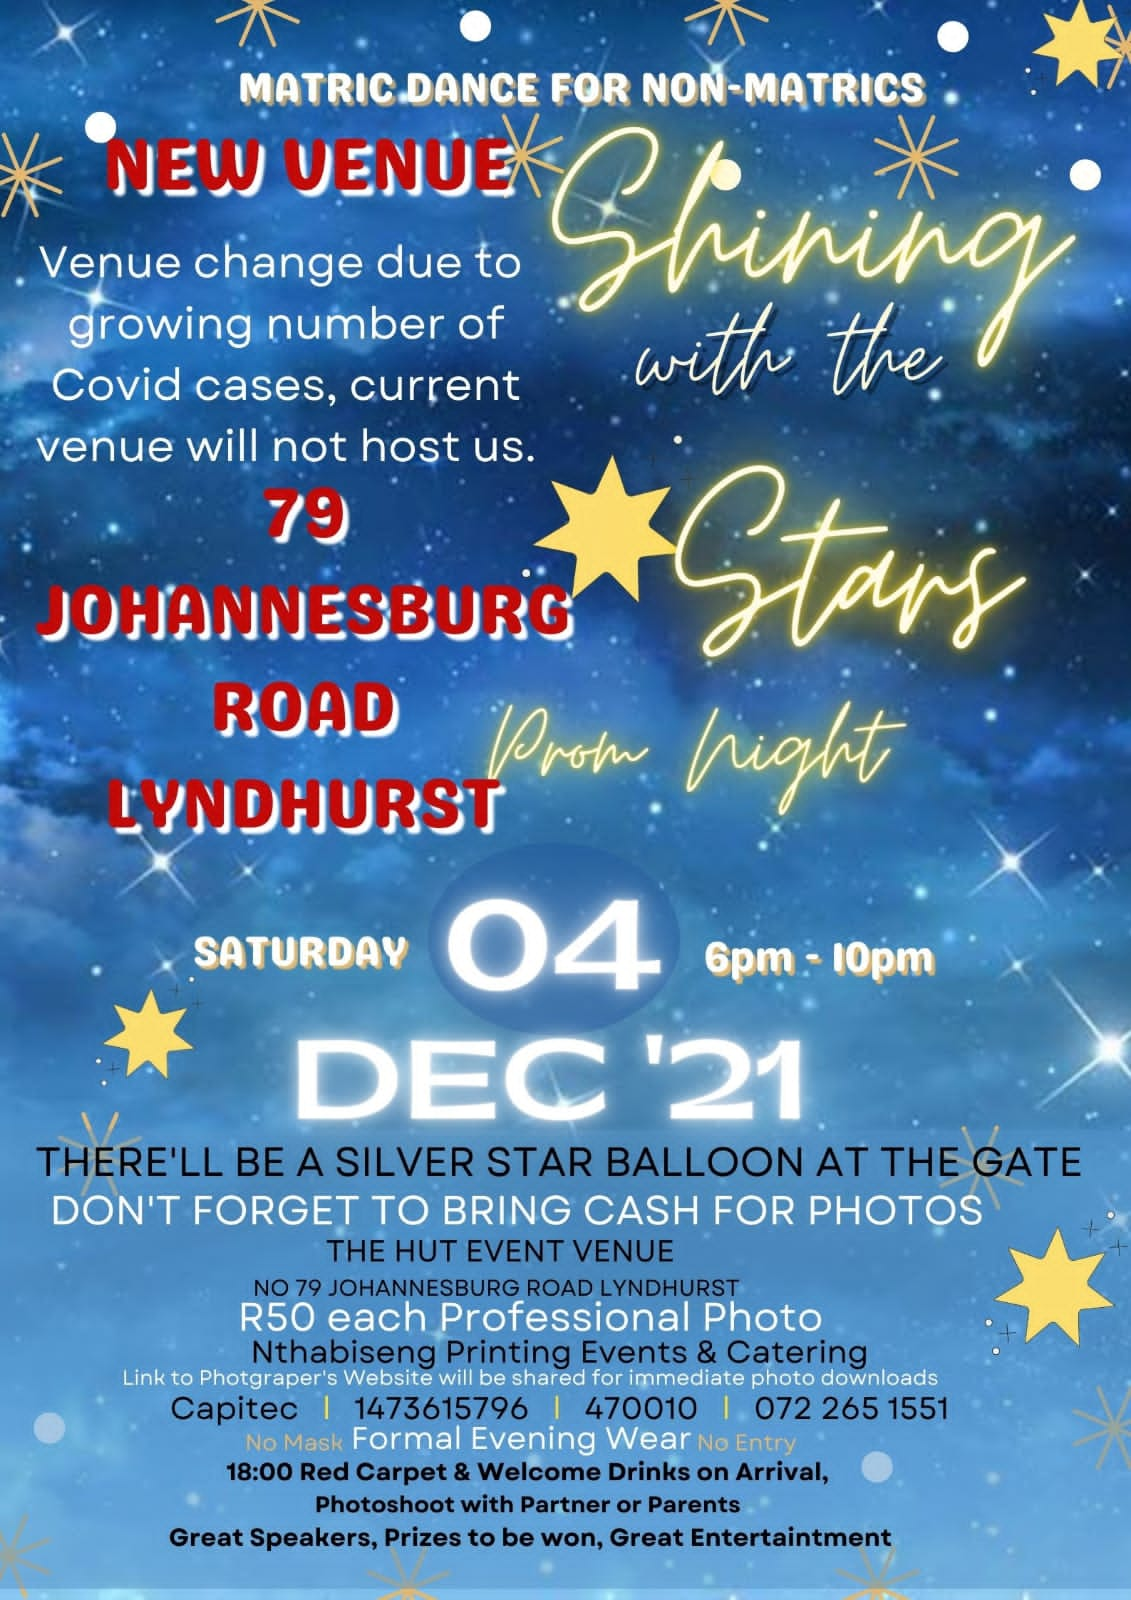 MATRIC DANCE FOR NON-MATRICS
NEW VENUE
Venue change due to
growing number of
Covid cases, current
venue will not host us.
79
JOHANNESBURG
ROAD
LYNDHURST
Shining
with the
Stars
Prom Night
SATURDAY
04
6pm - 10pm
DEC '21
THERE'LL BE A SILVER STAR BALLOON AT THE GATE
DON'T FORGET TO BRING CASH FOR PHOTOS
THE HUT EVENT VENUE
NO 79 JOHANNESBURG ROAD LYNDHURST
R50 each Professional Photo
Nthabiseng Printing Events & Catering
Link to Photgraper's Website will be shared for immediate photo downloads
Capitec | 1473615796 | 470010 | 072 265 1551
No Mask Formal Evening Wear No Entry
18:00 Red Carpet & Welcome Drinks on Arrival,
Photoshoot with Partner or Parents
Great Speakers, Prizes to be won, Great Entertaintment